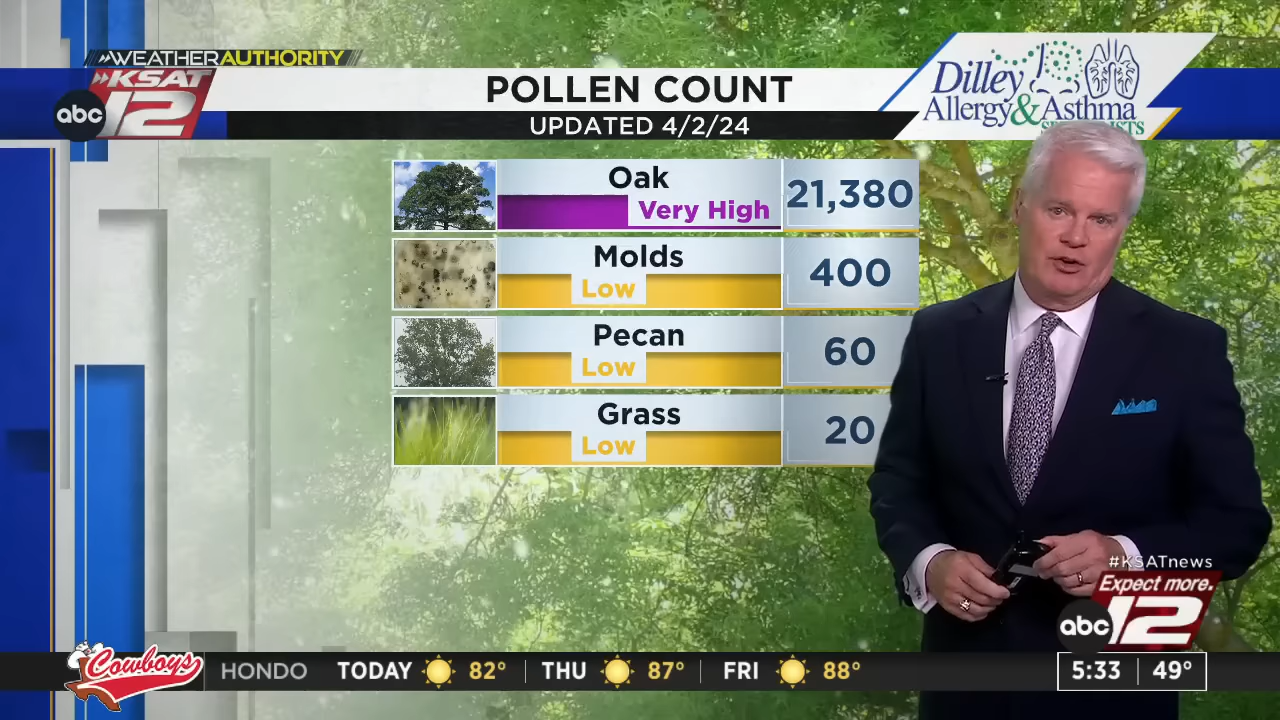 WEATHERAUTHORITY
KSAT
abc 12
POLLEN COUNT
UPDATED 4/2/24
Dilley
Allergy&Asthma
Oak
Very High
21,380
Molds
Low
400
Pecan
Low
60
Grass
Low
20
#KSATnews
Expect more.
abc 12
Cowboys
HONDO TODAY 82° THU 87° FRI 88°
5:33 49°